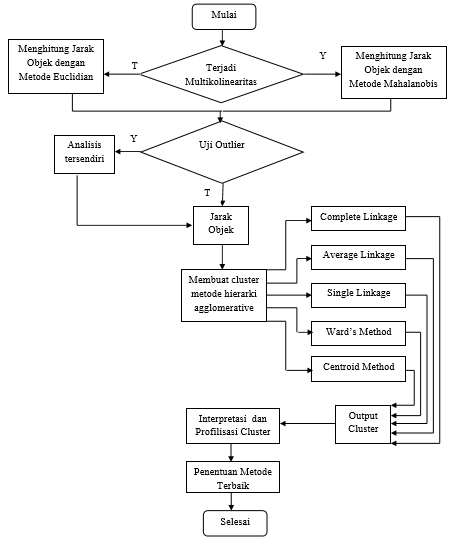 Mulai
Menghitung Jarak
Objek dengan
Metode Euclidian
T
Terjadi
Multikolinearitas
Y
Menghitung Jarak
Objek dengan
Metode Mahalanobis
Analisis
tersendiri
Y
Uji Outlier
T
Jarak
Objek
Membuat cluster
metode hierarki
agglomerative
Complete Linkage
Average Linkage
Single Linkage
Ward's Method
Centroid Method
Output
Cluster
Interpretasi dan
Profilisasi Cluster
Penentuan Metode
Terbaik
Selesai